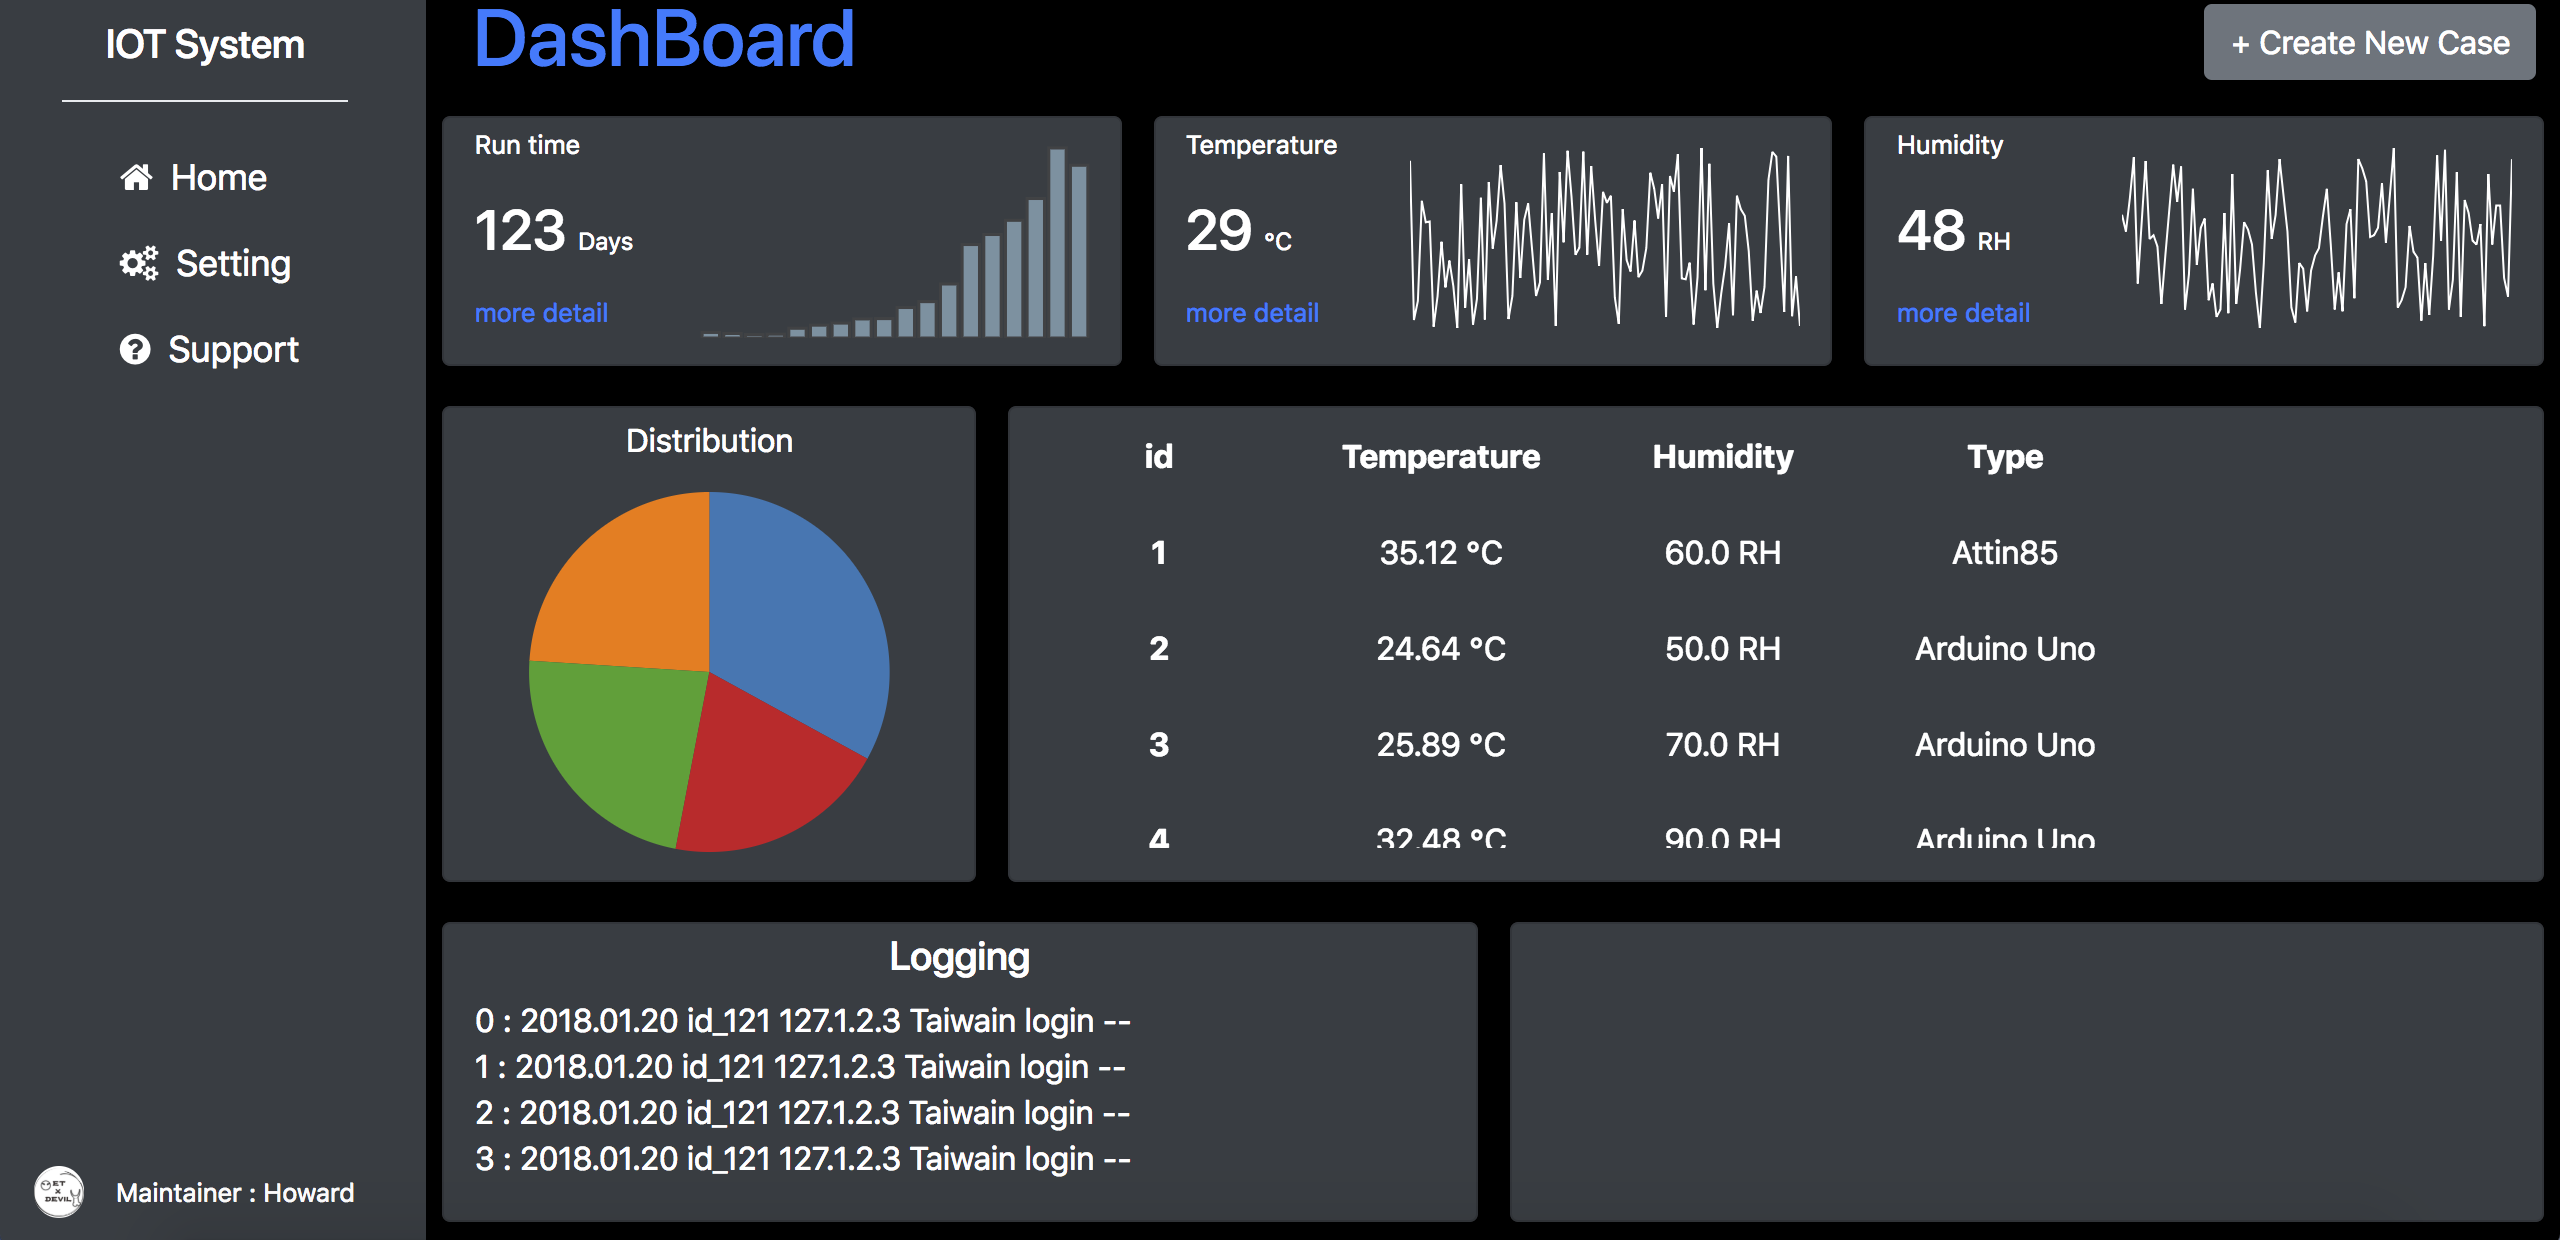 IOT System
Home
Setting
Support
Maintainer : Howard
ET
X
DEVIL
DashBoard
+ Create New Case
Run time
123 Days
more detail
Temperature
29 °C
more detail
Humidity
48 RH
more detail
Distribution
id Temperature Humidity Type
1 35.12 °C 60.0 RH Attin85
2 24.64 °C 50.0 RH Arduino Uno
3 25.89 °C 70.0 RH Arduino Uno
4 32.48 °C 90.0 RH Arduino Uno
Logging
0 : 2018.01.20 id_121 127.1.2.3 Taiwain login --
1 : 2018.01.20 id_121 127.1.2.3 Taiwain login --
2 : 2018.01.20 id_121 127.1.2.3 Taiwain login --
3 : 2018.01.20 id_121 127.1.2.3 Taiwain login --